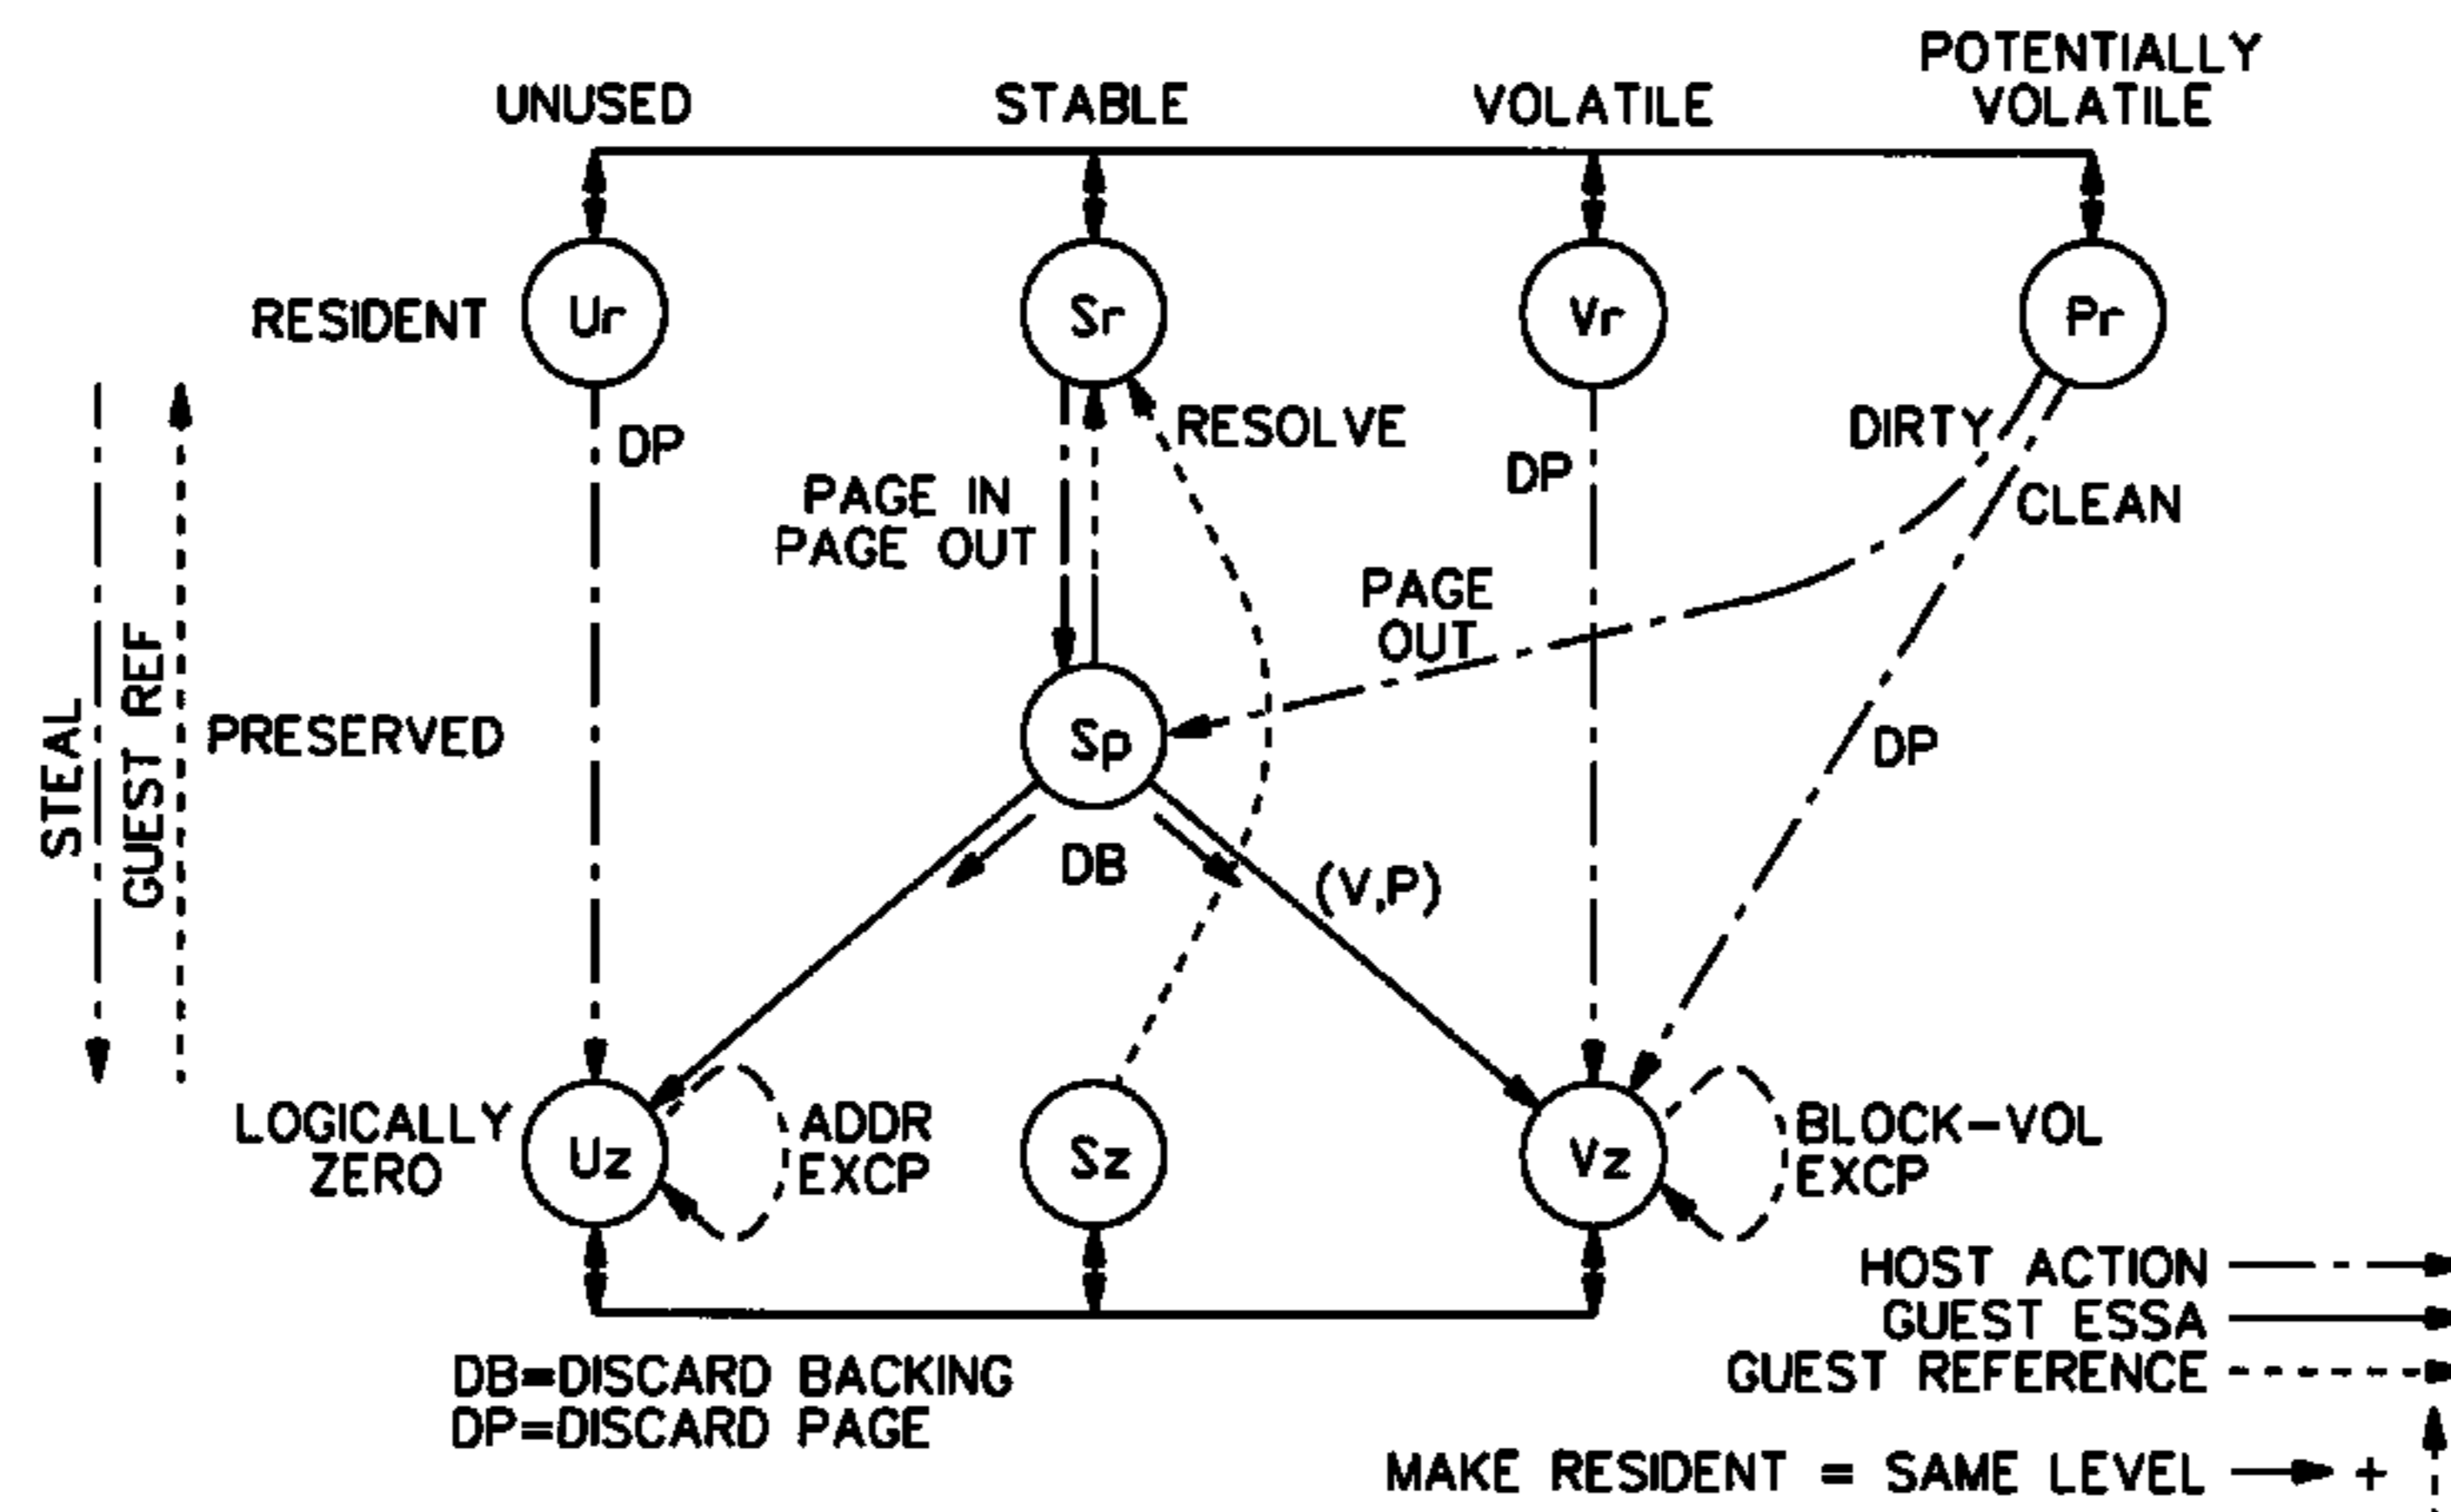 POTENTIALLY
UNUSED STABLE VOLATILE VOLATILE
RESIDENT Ur Sr Vr Pr
DP RESOLVE DP DIRTY
PAGE IN CLEAN
PAGE OUT
PAGE
OUT
STEAL
GUEST REF
PRESERVED Sp DP
DB (V,P)
LOGICALLY ADDR BLOCK-VOL
ZERO Uz EXCP Sz Vz EXCP
HOST ACTION
GUEST ESSA
DB=DISCARD BACKING GUEST REFERENCE
DP=DISCARD PAGE
MAKE RESIDENT = SAME LEVEL +